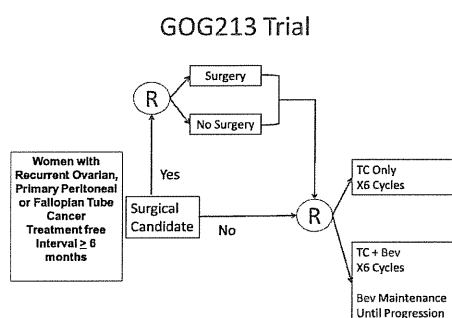 GOG213 Trial
Surgery
R
No Surgery
Women with
Recurrent Ovarian,
Primary Peritoneal
or Fallopian Tube
Cancer
Treatment free
Interval ≥ 6
months
Yes
Surgical
Candidate
No
R
TC Only
X6 Cycles
TC + Bev
X6 Cycles
Bev Maintenance
Until Progression